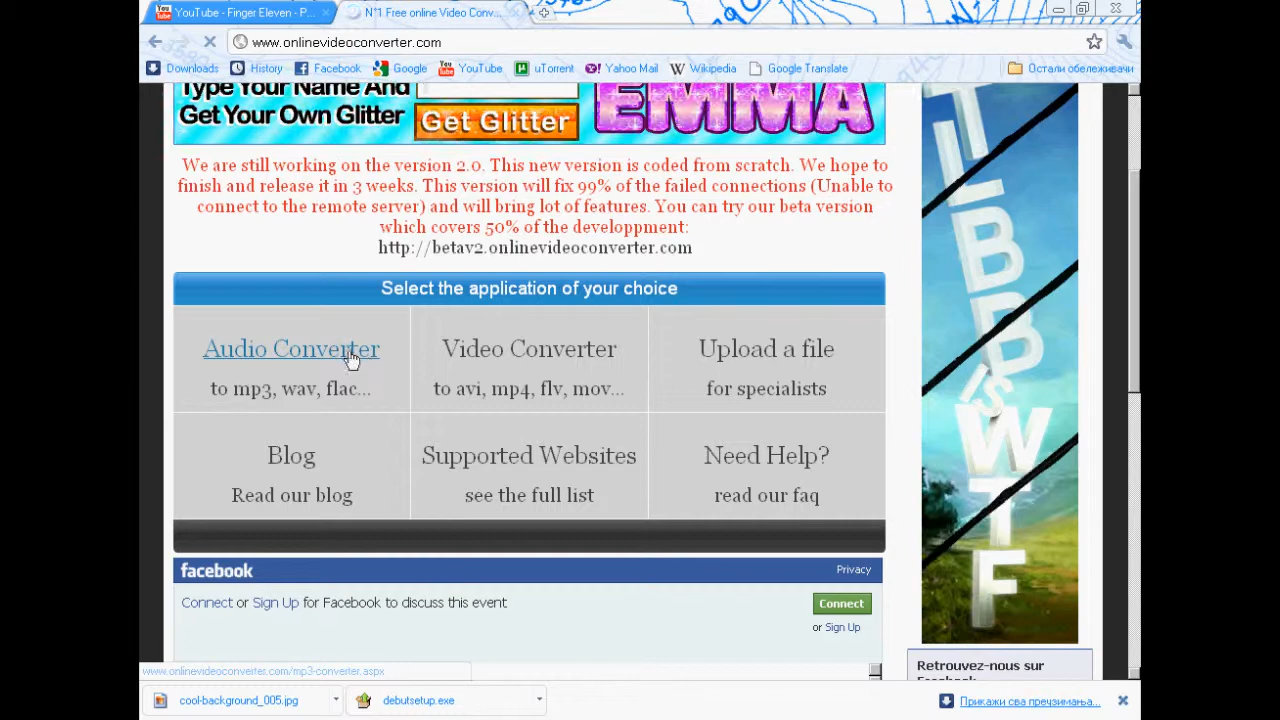 YouTube - Finger Eleven - P...
N°1 Free online Video Conv...
www.onlinevideoconverter.com
Downloads
History
Facebook
Google
YouTube
uTorrent
Yahoo Mail
Wikipedia
Google Translate
Остали обележивачи
Type Your Name And
Get Your Own Glitter
Get Glitter
EMMA
We are still working on the version 2.0. This new version is coded from scratch. We hope to
finish and release it in 3 weeks. This version will fix 99% of the failed connections (Unable to
connect to the remote server) and will bring lot of features. You can try our beta version
which covers 50% of the developpment:
http://betav2.onlinevideoconverter.com
Select the application of your choice
Audio Converter
to mp3, wav, flac...
Video Converter
to avi, mp4, flv, mov...
Upload a file
for specialists
Blog
Read our blog
Supported Websites
see the full list
Need Help?
read our faq
facebook
Privacy
Connect or Sign Up for Facebook to discuss this event
Connect
or Sign Up
Retrouvez-nous sur
www.onlinevideoconverter.com/mp3-converter.aspx
cool-background_005.jpg
debutsetup.exe
Прикажи сва преузимања...